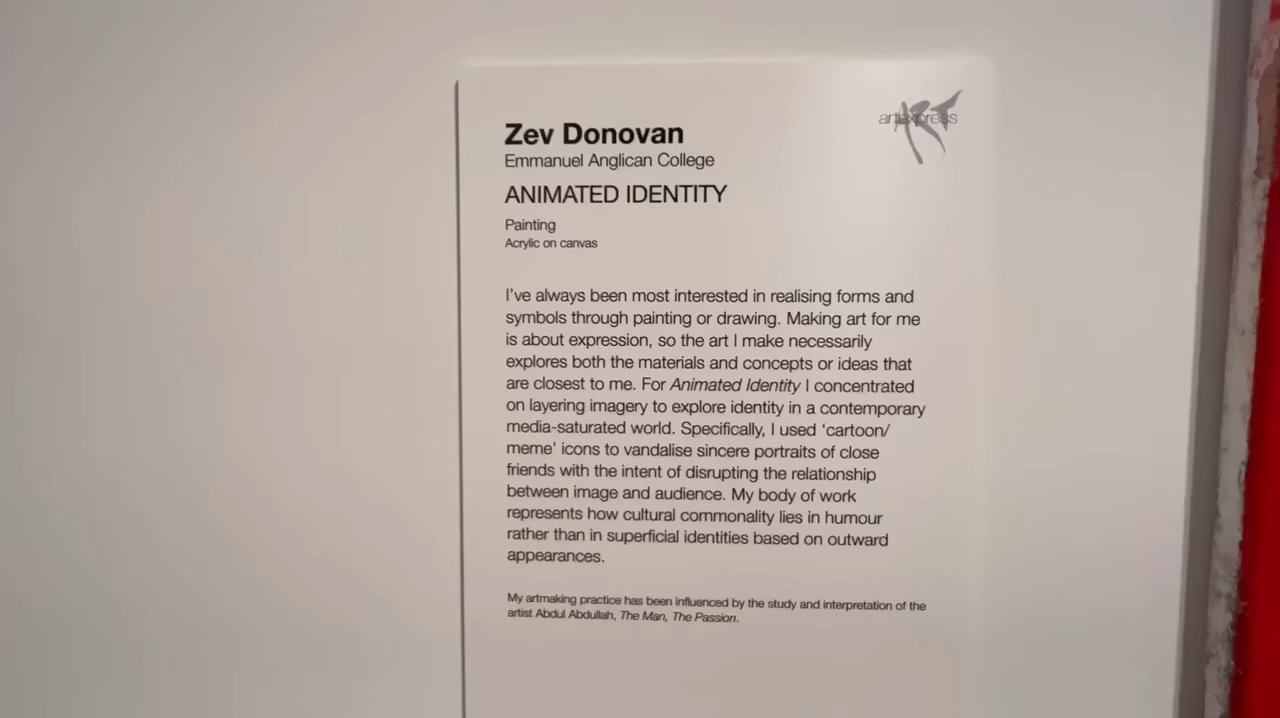 Zev Donovan
artexpress
ART
Emmanuel Anglican College
ANIMATED IDENTITY
Painting
Acrylic on canvas
I've always been most interested in realising forms and
symbols through painting or drawing. Making art for me
is about expression, so the art I make necessarily
explores both the materials and concepts or ideas that
are closest to me. For Animated Identity I concentrated
on layering imagery to explore identity in a contemporary
media-saturated world. Specifically, I used ‘cartoon/
meme’ icons to vandalise sincere portraits of close
friends with the intent of disrupting the relationship
between image and audience. My body of work
represents how cultural commonality lies in humour
rather than in superficial identities based on outward
appearances.
My artmaking practice has been influenced by the study and interpretation of the
artist Abdul Abdullah, The Man, The Passion.